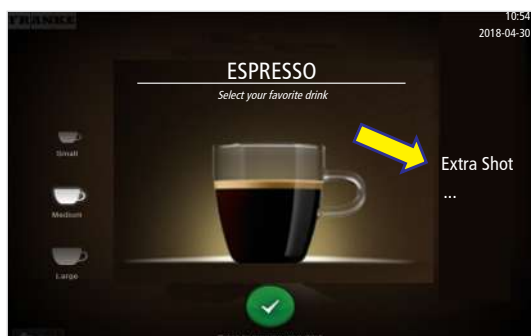 FRANKE
10:54
2018-04-30
ESPRESSO
Select your favorite drink
Small
Medium
Large
Extra Shot
...